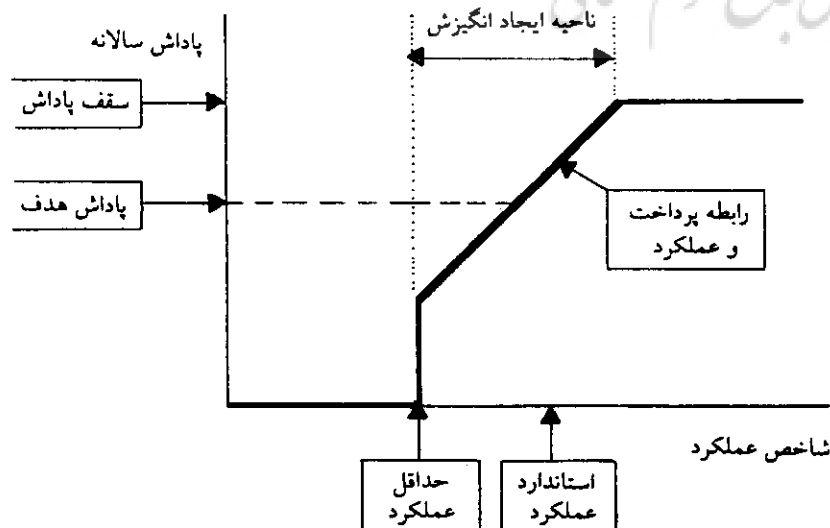 ناحیه ایجاد انگیزش
پاداش سالانه
سقف پاداش
پاداش هدف
رابطه پرداخت
و عملکرد
شاخص عملکرد
حداقل
عملکرد
استاندارد
عملکرد